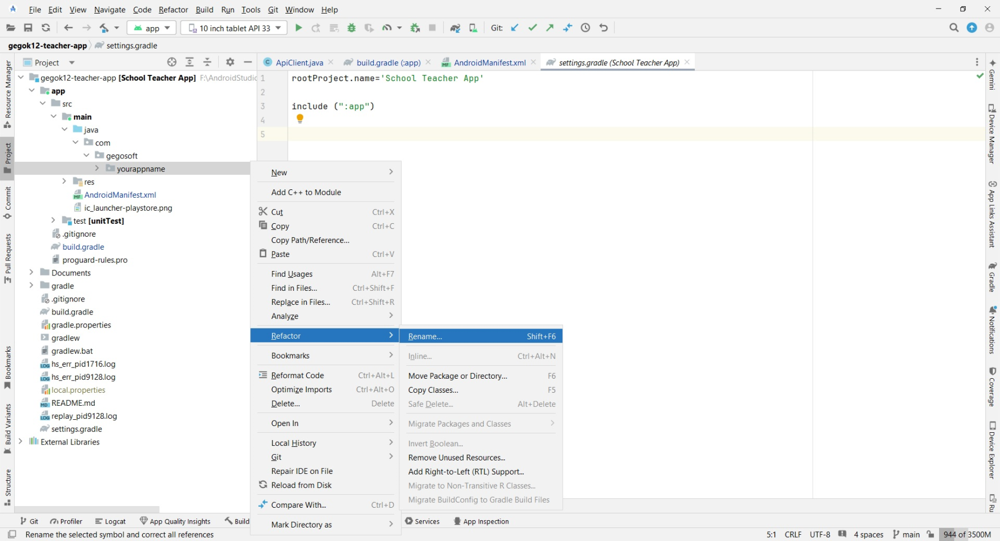 File Edit View Navigate Code Refactor Build Run Tools Git Window Help
app 10 inch tablet API 33 Git:
gegok12-teacher-app settings.gradle
Project
ApiClient.java build.gradle (:app) AndroidManifest.xml settings.gradle (School Teacher App)
gegok12-teacher-app [School Teacher App] F:\AndroidStudio
app
src
main
java
com
gegosoft
yourappname
res
AndroidManifest.xml
ic_launcher-playstore.png
test [unitTest]
.gitignore
build.gradle
proguard-rules.pro
Documents
gradle
.gitignore
build.gradle
gradle.properties
gradlew
gradlew.bat
hs_err_pid1716.log
hs_err_pid9128.log
local.properties
README.md
replay_pid9128.log
settings.gradle
External Libraries
1 rootProject.name='School Teacher App'
2
3 include (":app")
4
5
New
Add C++ to Module
Cut Ctrl+X
Copy Ctrl+C
Copy Path/Reference...
Paste Ctrl+V
Find Usages Alt+F7
Find in Files... Ctrl+Shift+F
Replace in Files... Ctrl+Shift+R
Analyze
Refactor
Bookmarks
Reformat Code Ctrl+Alt+L
Optimize Imports Ctrl+Alt+O
Delete... Delete
Open In
Local History
Git
Repair IDE on File
Reload from Disk
Compare With... Ctrl+D
Mark Directory as
Rename... Shift+F6
Inline... Ctrl+Alt+N
Move Package or Directory... F6
Copy Classes... F5
Safe Delete... Alt+Delete
Migrate Packages and Classes
Invert Boolean...
Remove Unused Resources...
Add Right-to-Left (RTL) Support...
Migrate to Non-Transitive R Classes...
Migrate BuildConfig to Gradle Build Files
Resource Manager
Project
Commit
Pull Requests
Bookmarks
Build Variants
Structure
Gemini
Device Manager
App Links Assistant
Gradle
Notifications
Coverage
Device Explorer
Ru
Git Profiler Logcat App Quality Insights Build Services App Inspection
Rename the selected symbol and correct all references 5:1 CRLF UTF-8 4 spaces main 944 of 3500M